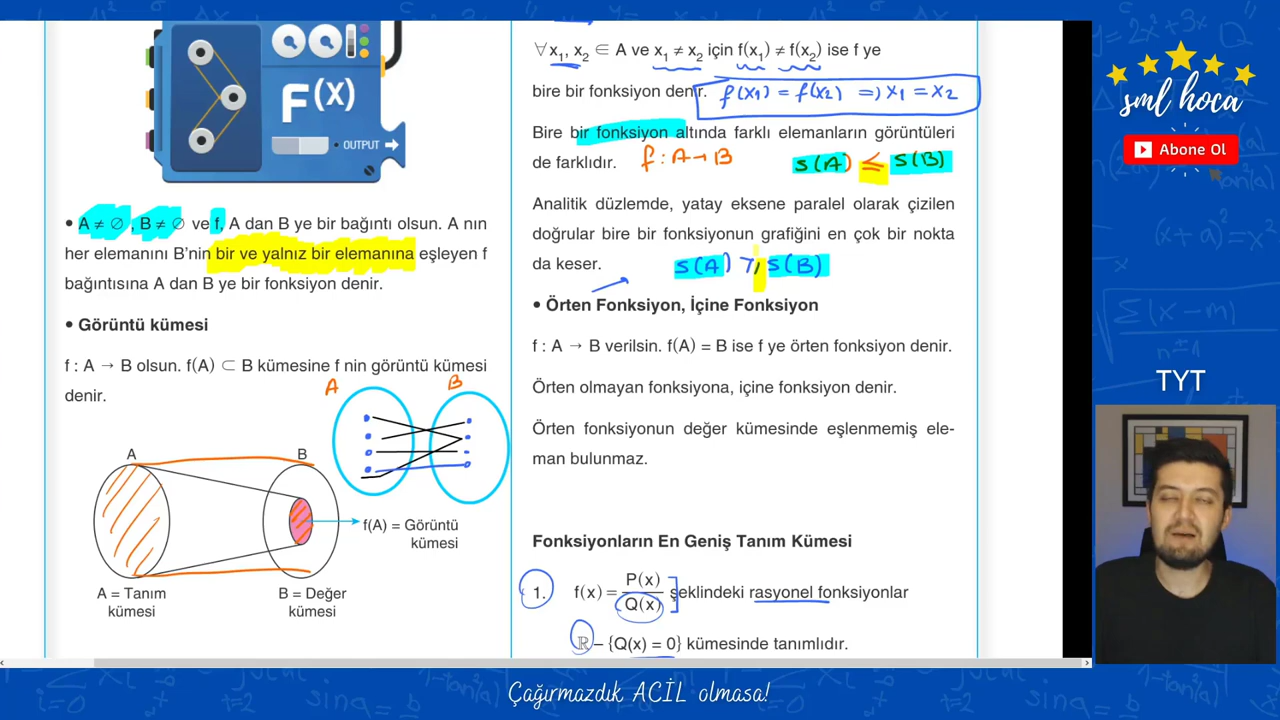 F(x)
OUTPUT
• A ≠ ∅ , B ≠ ∅ ve f, A dan B ye bir bağıntı olsun. A nın
her elemanını B'nin bir ve yalnız bir elemanına eşleyen f
bağıntısına A dan B ye bir fonksiyon denir.
• Görüntü kümesi
f : A → B olsun. f(A) ⊂ B kümesine f nin görüntü kümesi
denir.
A
B
A
B
f(A) = Görüntü
kümesi
A = Tanım
kümesi
B = Değer
kümesi
∀x₁, x₂ ∈ A ve x₁ ≠ x₂ için f(x₁) ≠ f(x₂) ise f ye
bire bir fonksiyon denir. f(x₁) = f(x₂) => x₁ = x₂
Bire bir fonksiyon altında farklı elemanların görüntüleri
de farklıdır. f : A → B s(A) ≤ s(B)
Analitik düzlemde, yatay eksene paralel olarak çizilen
doğrular bire bir fonksiyonun grafiğini en çok bir nokta
da keser. s(A) ≥ s(B)
• Örten Fonksiyon, İçine Fonksiyon
f : A → B verilsin. f(A) = B ise f ye örten fonksiyon denir.
Örten olmayan fonksiyona, içine fonksiyon denir.
Örten fonksiyonun değer kümesinde eşlenmemiş ele-
man bulunmaz.
Fonksiyonların En Geniş Tanım Kümesi
1. f(x) = P(x)/Q(x) şeklindeki rasyonel fonksiyonlar
ℝ – {Q(x) = 0} kümesinde tanımlıdır.
sml hoca
Abone Ol
TYT
Çağırmazdık ACİL olmasa!